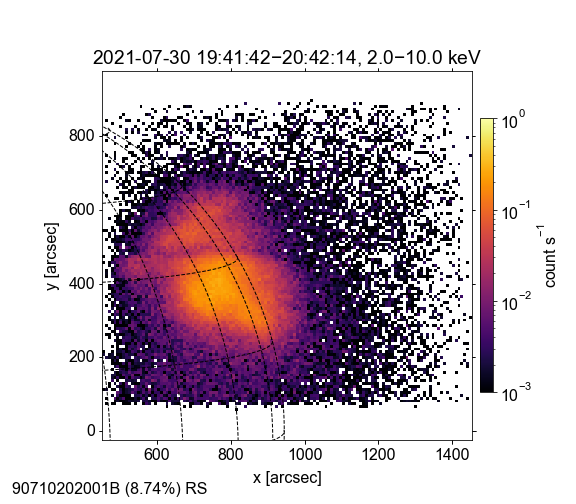 2021-07-30 19:41:42−20:42:14, 2.0−10.0 keV
800
600
400
200
0
y [arcsec]
600 800 1000 1200 1400
x [arcsec]
10⁰
10⁻¹
10⁻²
10⁻³
count s⁻¹
90710202001B (8.74%) RS